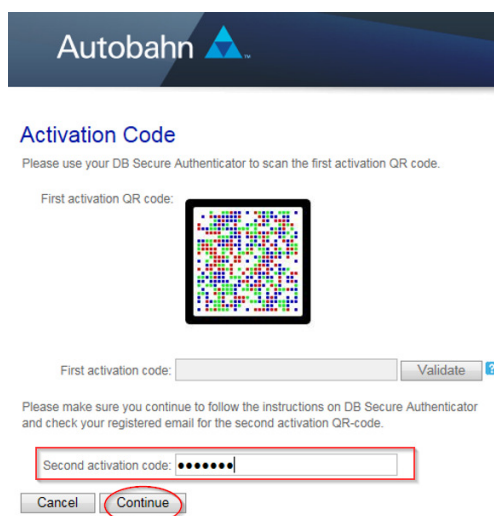 Autobahn
Activation Code
Please use your DB Secure Authenticator to scan the first activation QR code.
First activation QR code:
First activation code:
Validate
?
Please make sure you continue to follow the instructions on DB Secure Authenticator
and check your registered email for the second activation QR-code.
Second activation code: ●●●●●●●
Cancel
Continue